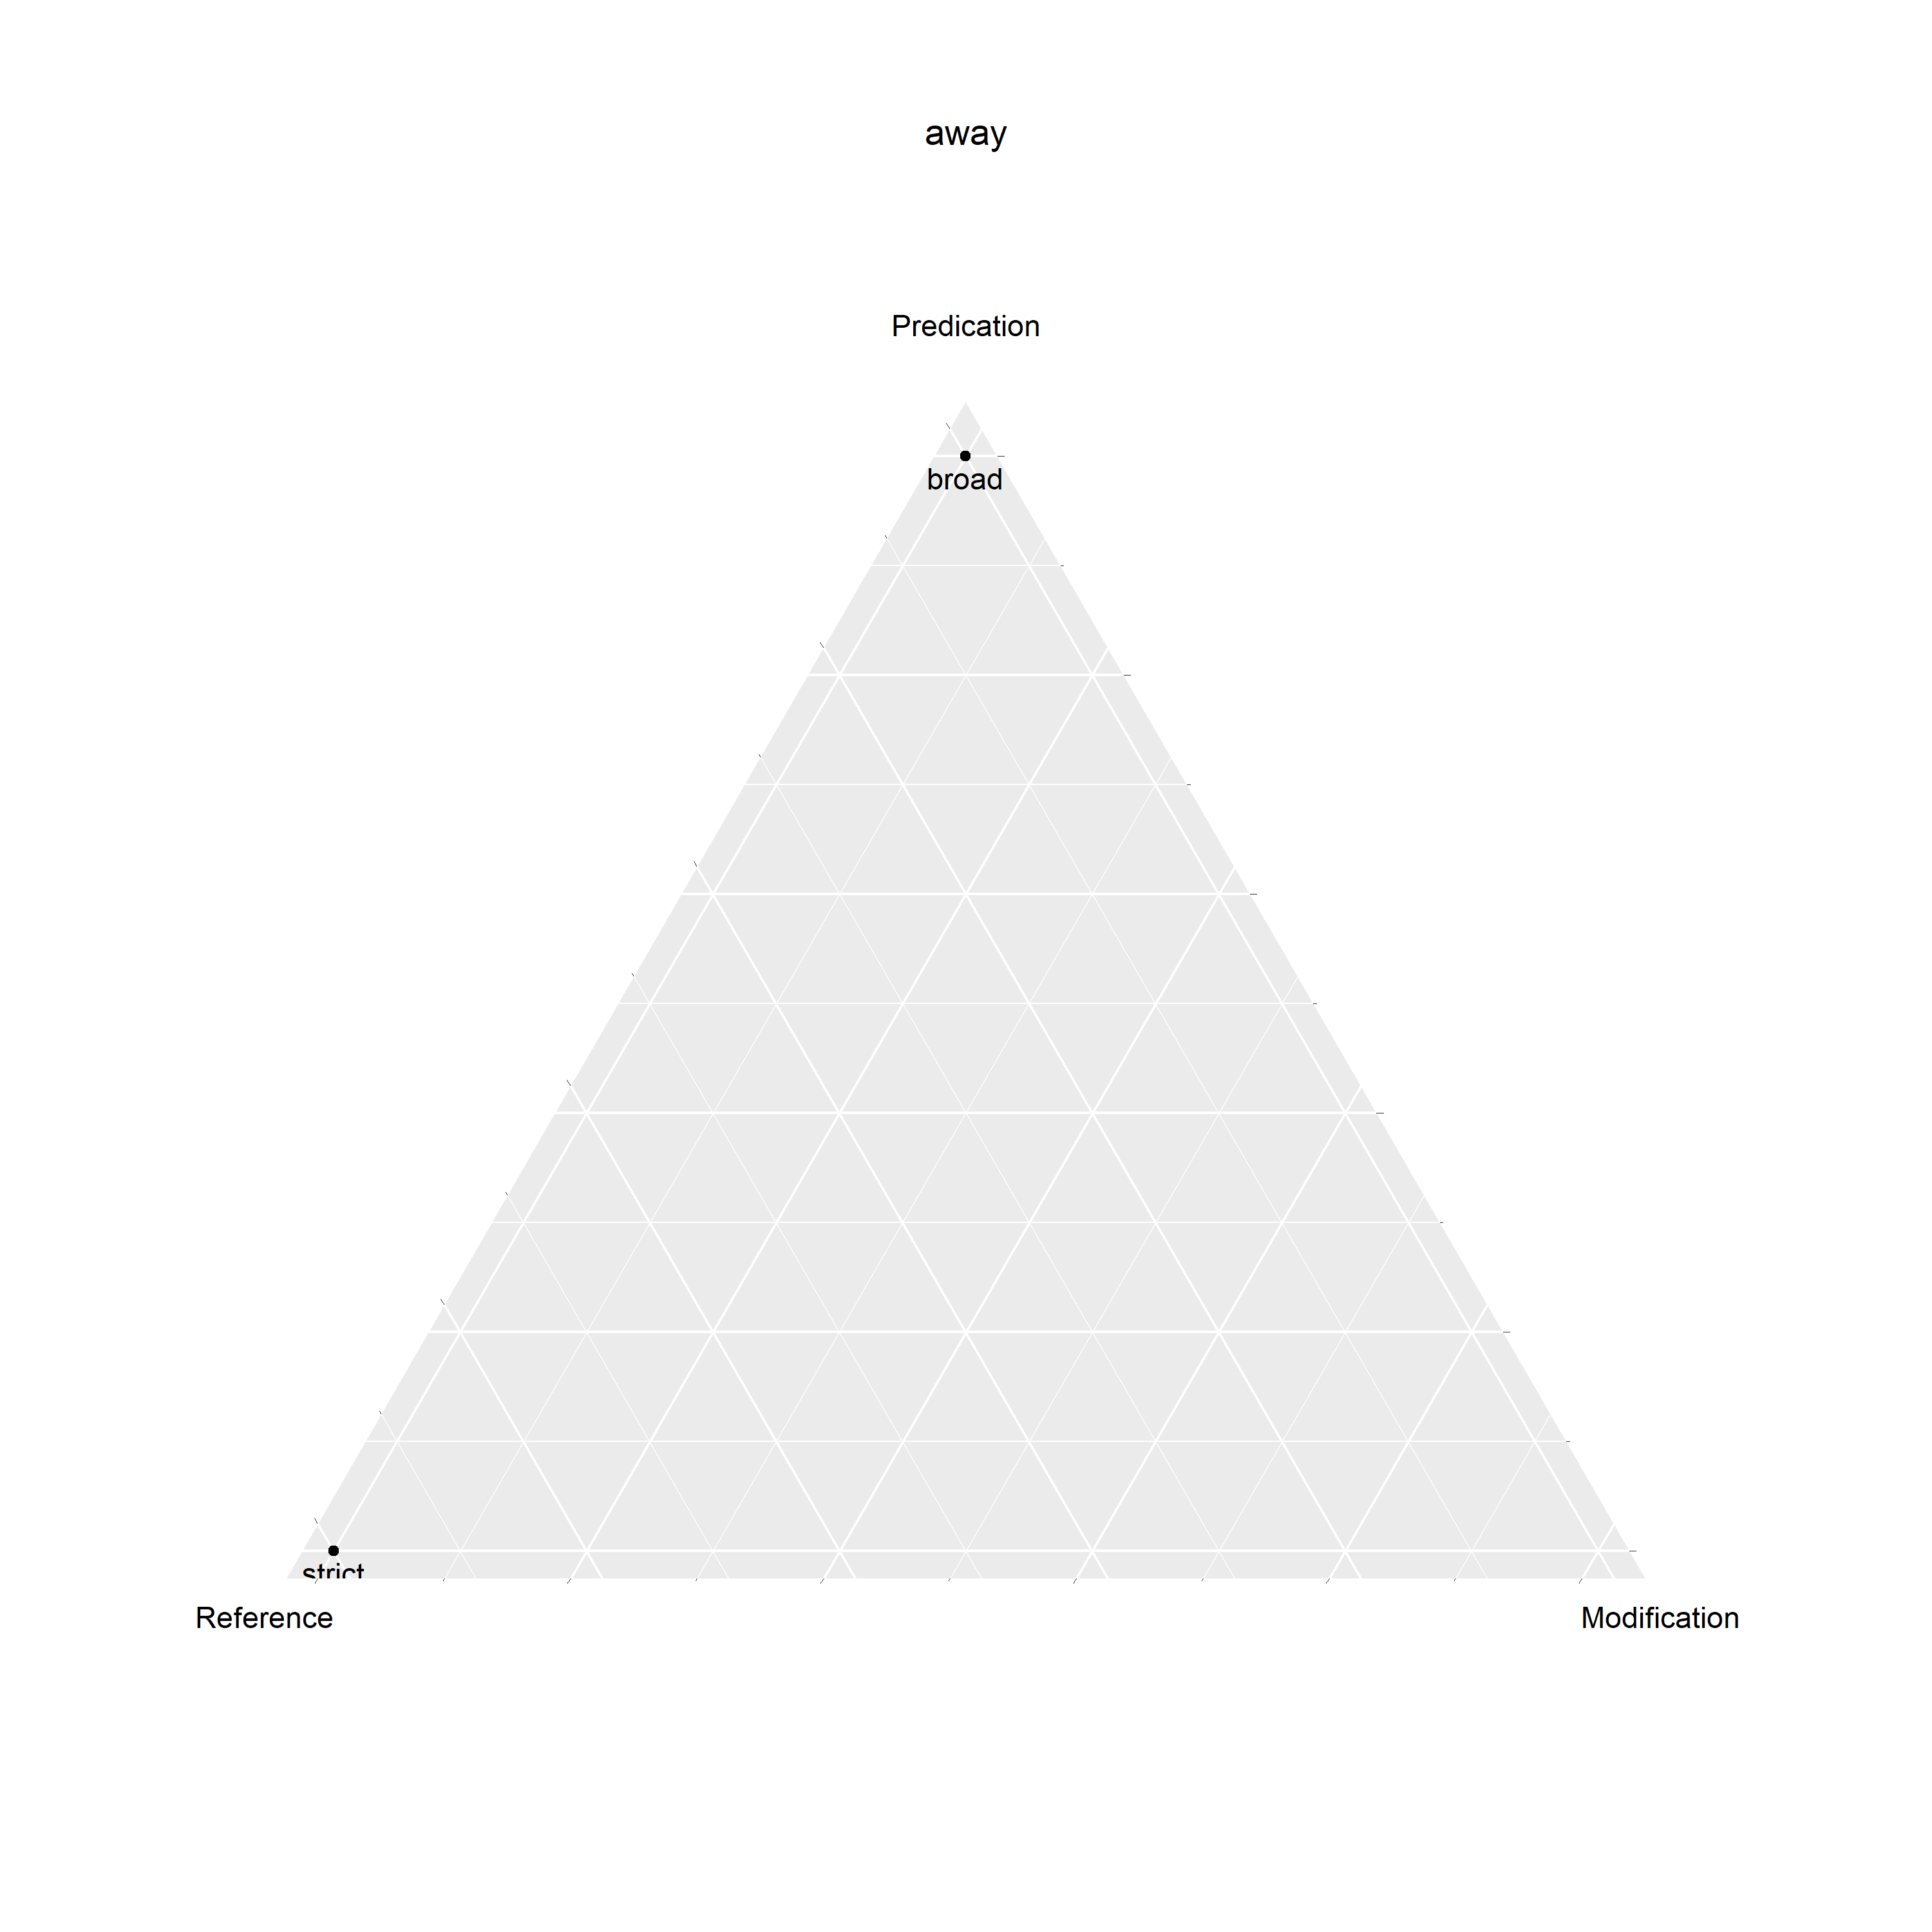 away
Predication
broad
strict
Reference
Modification